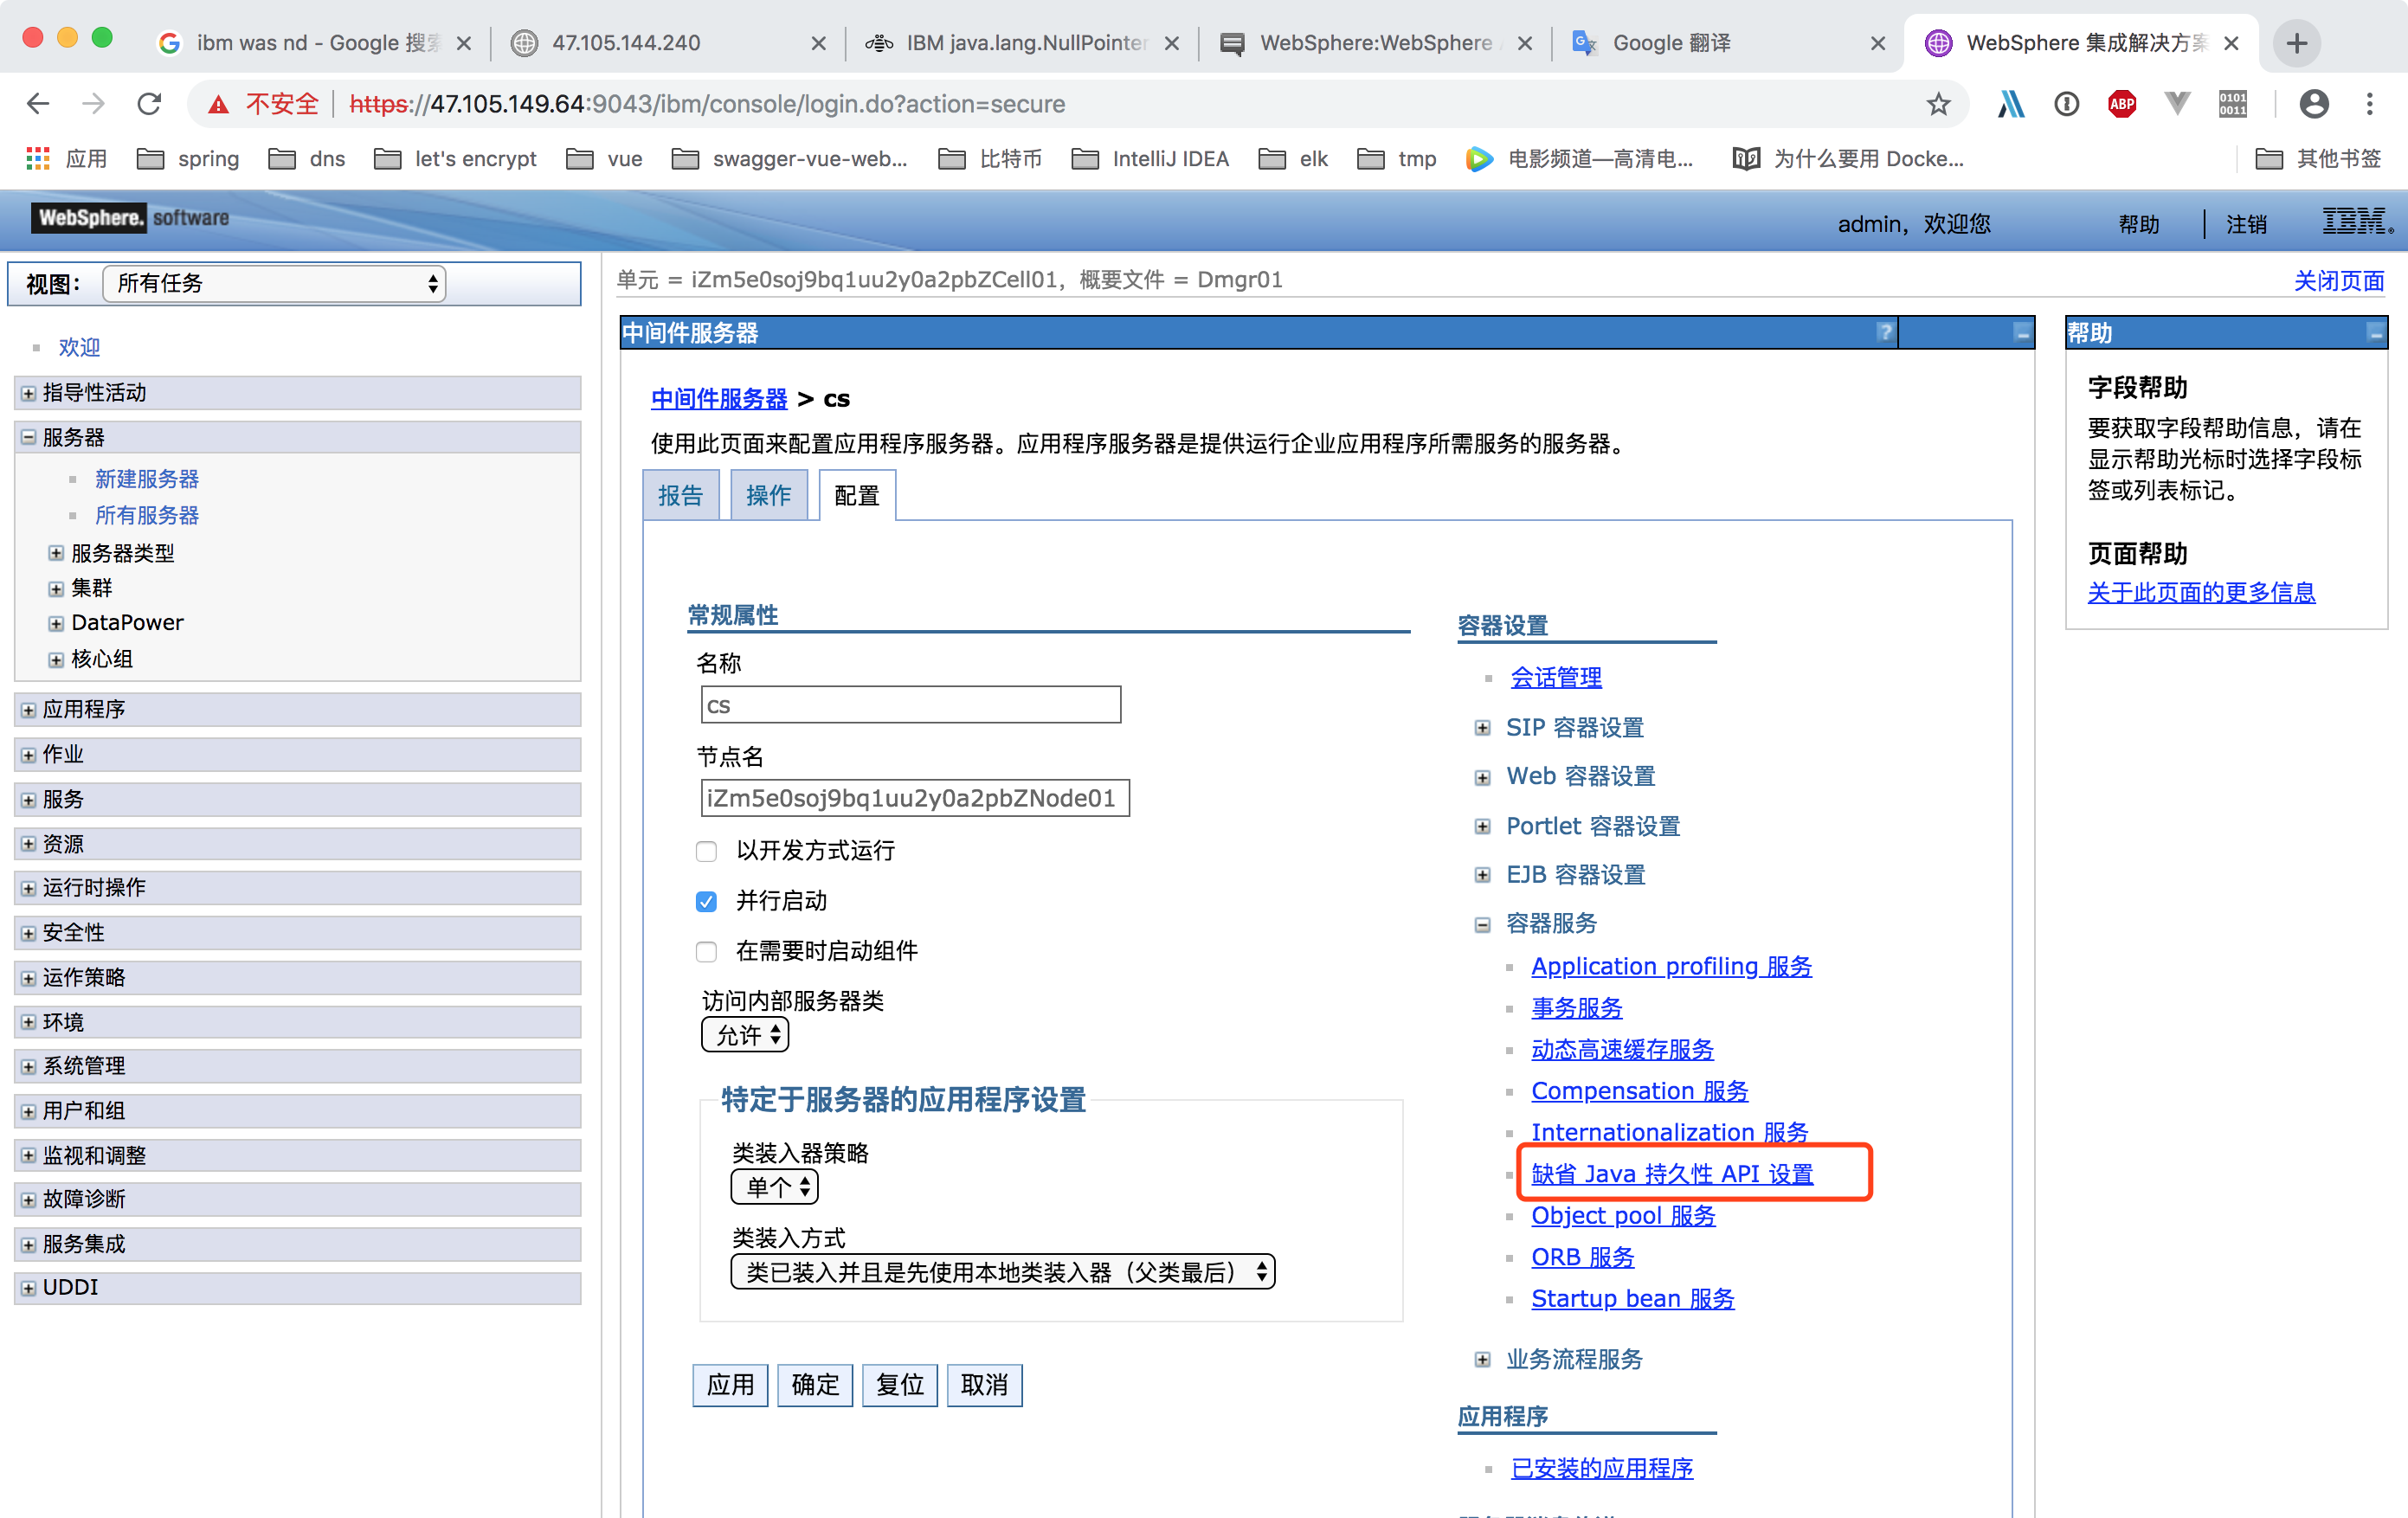 ibm was nd - Google 搜索
47.105.144.240
IBM java.lang.NullPointer
WebSphere:WebSphere
Google 翻译
WebSphere 集成解决方案
不安全
https://47.105.149.64:9043/ibm/console/login.do?action=secure
ABP
0101
0011
应用
spring
dns
let's encrypt
vue
swagger-vue-web...
比特币
IntelliJ IDEA
elk
tmp
电影频道—高清电...
为什么要用 Docke...
其他书签
WebSphere. software
admin，欢迎您
帮助
注销
IBM
视图：
所有任务
欢迎
指导性活动
服务器
新建服务器
所有服务器
服务器类型
集群
DataPower
核心组
应用程序
作业
服务
资源
运行时操作
安全性
运作策略
环境
系统管理
用户和组
监视和调整
故障诊断
服务集成
UDDI
单元 = iZm5e0soj9bq1uu2y0a2pbZCell01，概要文件 = Dmgr01
关闭页面
中间件服务器
中间件服务器 > cs
使用此页面来配置应用程序服务器。应用程序服务器是提供运行企业应用程序所需服务的服务器。
报告
操作
配置
常规属性
名称
cs
节点名
iZm5e0soj9bq1uu2y0a2pbZNode01
以开发方式运行
并行启动
在需要时启动组件
访问内部服务器类
允许
特定于服务器的应用程序设置
类装入器策略
单个
类装入方式
类已装入并且是先使用本地类装入器（父类最后）
应用
确定
复位
取消
容器设置
会话管理
SIP 容器设置
Web 容器设置
Portlet 容器设置
EJB 容器设置
容器服务
Application profiling 服务
事务服务
动态高速缓存服务
Compensation 服务
Internationalization 服务
缺省 Java 持久性 API 设置
Object pool 服务
ORB 服务
Startup bean 服务
业务流程服务
应用程序
已安装的应用程序
帮助
字段帮助
要获取字段帮助信息，请在
显示帮助光标时选择字段标
签或列表标记。
页面帮助
关于此页面的更多信息